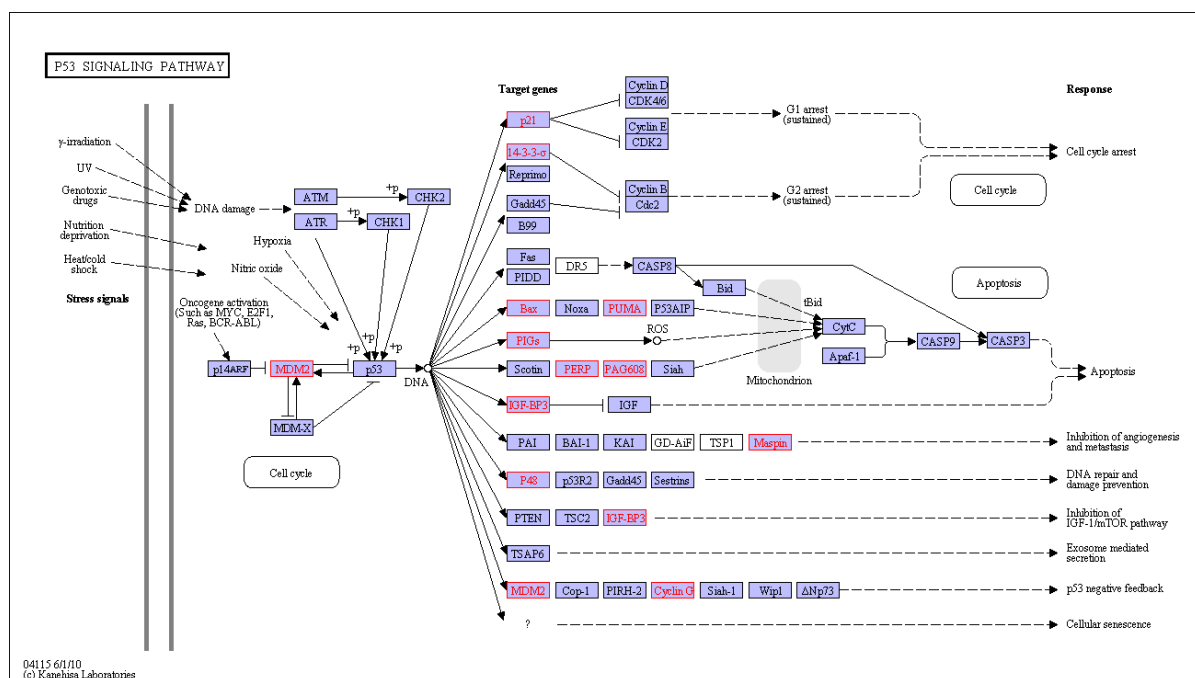 P53 SIGNALING PATHWAY
Target genes
Response
γ-irradiation
UV
Genotoxic
drugs
Nutrition
deprivation
Heat/cold
shock
Stress signals
DNA damage
ATM
+p
CHK2
ATR
+p
CHK1
Hypoxia
Nitric oxide
Oncogene activation
(Such as MYC, E2F1,
Ras, BCR-ABL)
+p
+p
+p
p14ARF
MDM2
p53
DNA
MDM-X
Cell cycle
p21
Cyclin D
CDK4/6
Cyclin E
CDK2
G1 arrest
(sustained)
14-3-3-σ
Reprimo
Gadd45
B99
Cyclin B
Cdc2
G2 arrest
(sustained)
Cell cycle arrest
Cell cycle
Fas
PIDD
DR5
CASP8
Bid
tBid
Apoptosis
Bax
Noxa
PUMA
P53AIP
PIGs
ROS
CytC
Apaf-1
CASP9
CASP3
Scotin
PERP
PAG608
Siah
Mitochondrion
Apoptosis
IGF-BP3
IGF
PAI
BAI-1
KAI
GD-AiF
TSP1
Maspin
Inhibition of angiogenesis
and metastasis
P48
p53R2
Gadd45
Sestrins
DNA repair and
damage prevention
PTEN
TSC2
IGF-BP3
Inhibition of
IGF-1/mTOR pathway
TSAP6
Exosome mediated
secretion
MDM2
Cop-1
PIRH-2
Cyclin G
Siah-1
Wip1
ΔNp73
p53 negative feedback
?
Cellular senescence
04115 6/1/10
(c) Kanehisa Laboratories